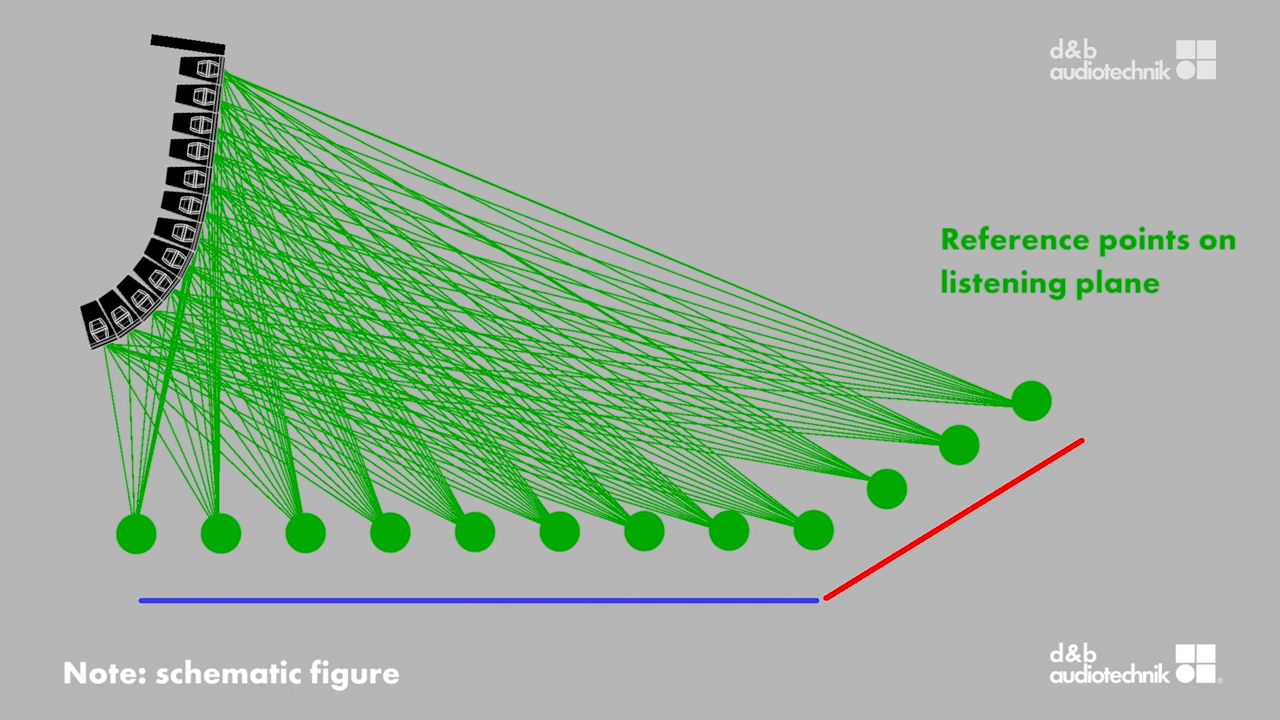 d&b
audiotechnik
Reference points on
listening plane
Note: schematic figure
d&b
audiotechnik